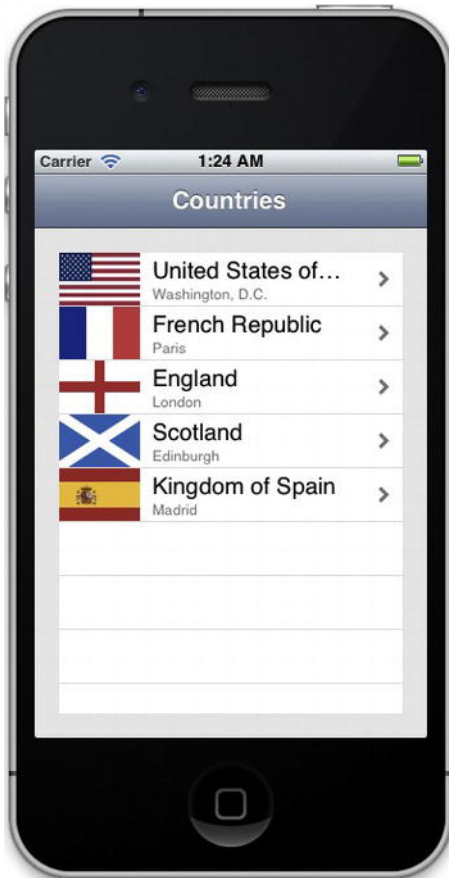 Carrier 1:24 AM
Countries
United States of...
Washington, D.C.
French Republic
Paris
England
London
Scotland
Edinburgh
Kingdom of Spain
Madrid